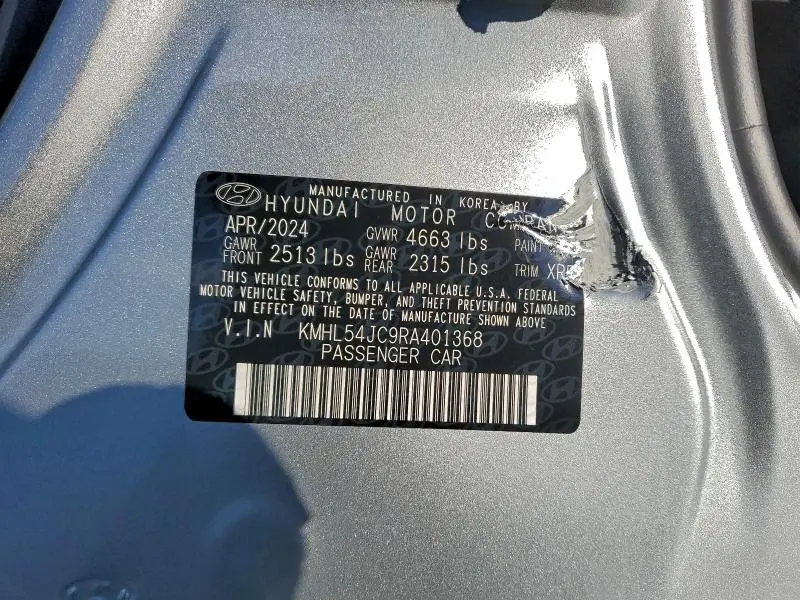 MANUFACTURED IN KOREA BY
HYUNDAI MOTOR
APR/2024 GVWR 4663 lbs PAINT
GAWR FRONT 2513 lbs GAWR REAR 2315 lbs TRIM
THIS VEHICLE CONFORMS TO ALL APPLICABLE U.S.A. FEDERAL
MOTOR VEHICLE SAFETY, BUMPER, AND THEFT PREVENTION STANDARDS
IN EFFECT ON THE DATE OF MANUFACTURE SHOWN ABOVE
V.I.N KMHL54JC9RA401368
PASSENGER CAR